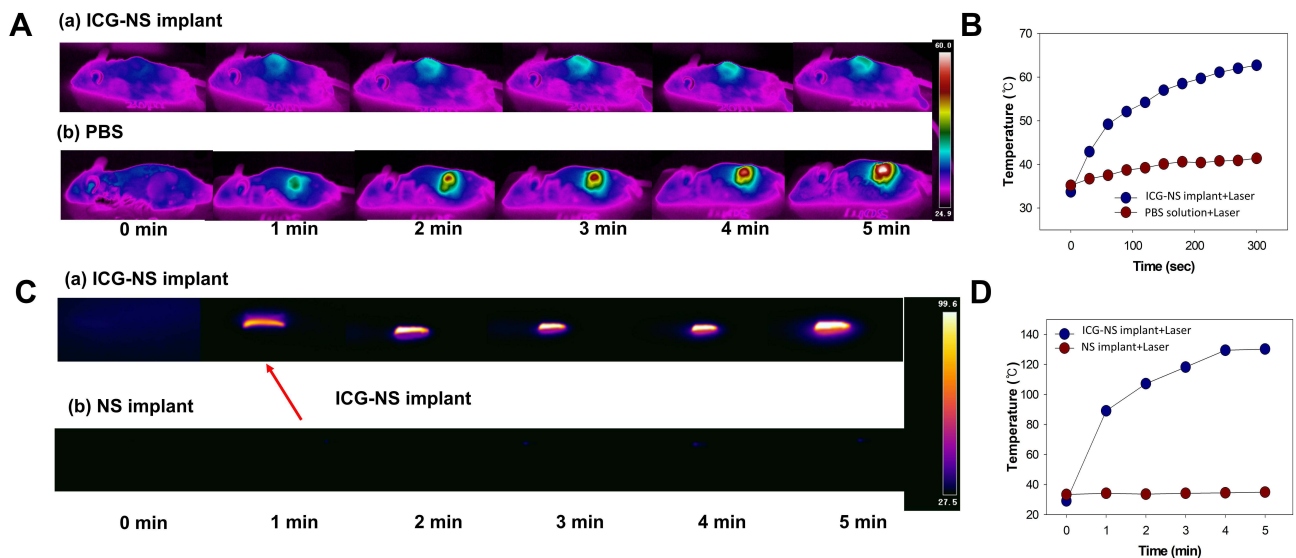 A
(a) ICG-NS implant
60.0
(b) PBS
24.9
0 min 1 min 2 min 3 min 4 min 5 min
B
70
60
50
40
30
Temperature (℃)
ICG-NS implant+Laser
PBS solution+Laser
0 100 200 300
Time (sec)
C
(a) ICG-NS implant
99.6
ICG-NS implant
(b) NS implant
27.5
0 min 1 min 2 min 3 min 4 min 5 min
D
ICG-NS implant+Laser
NS implant+Laser
140
120
100
80
60
40
20
Temperature (℃)
0 1 2 3 4 5
Time (min)